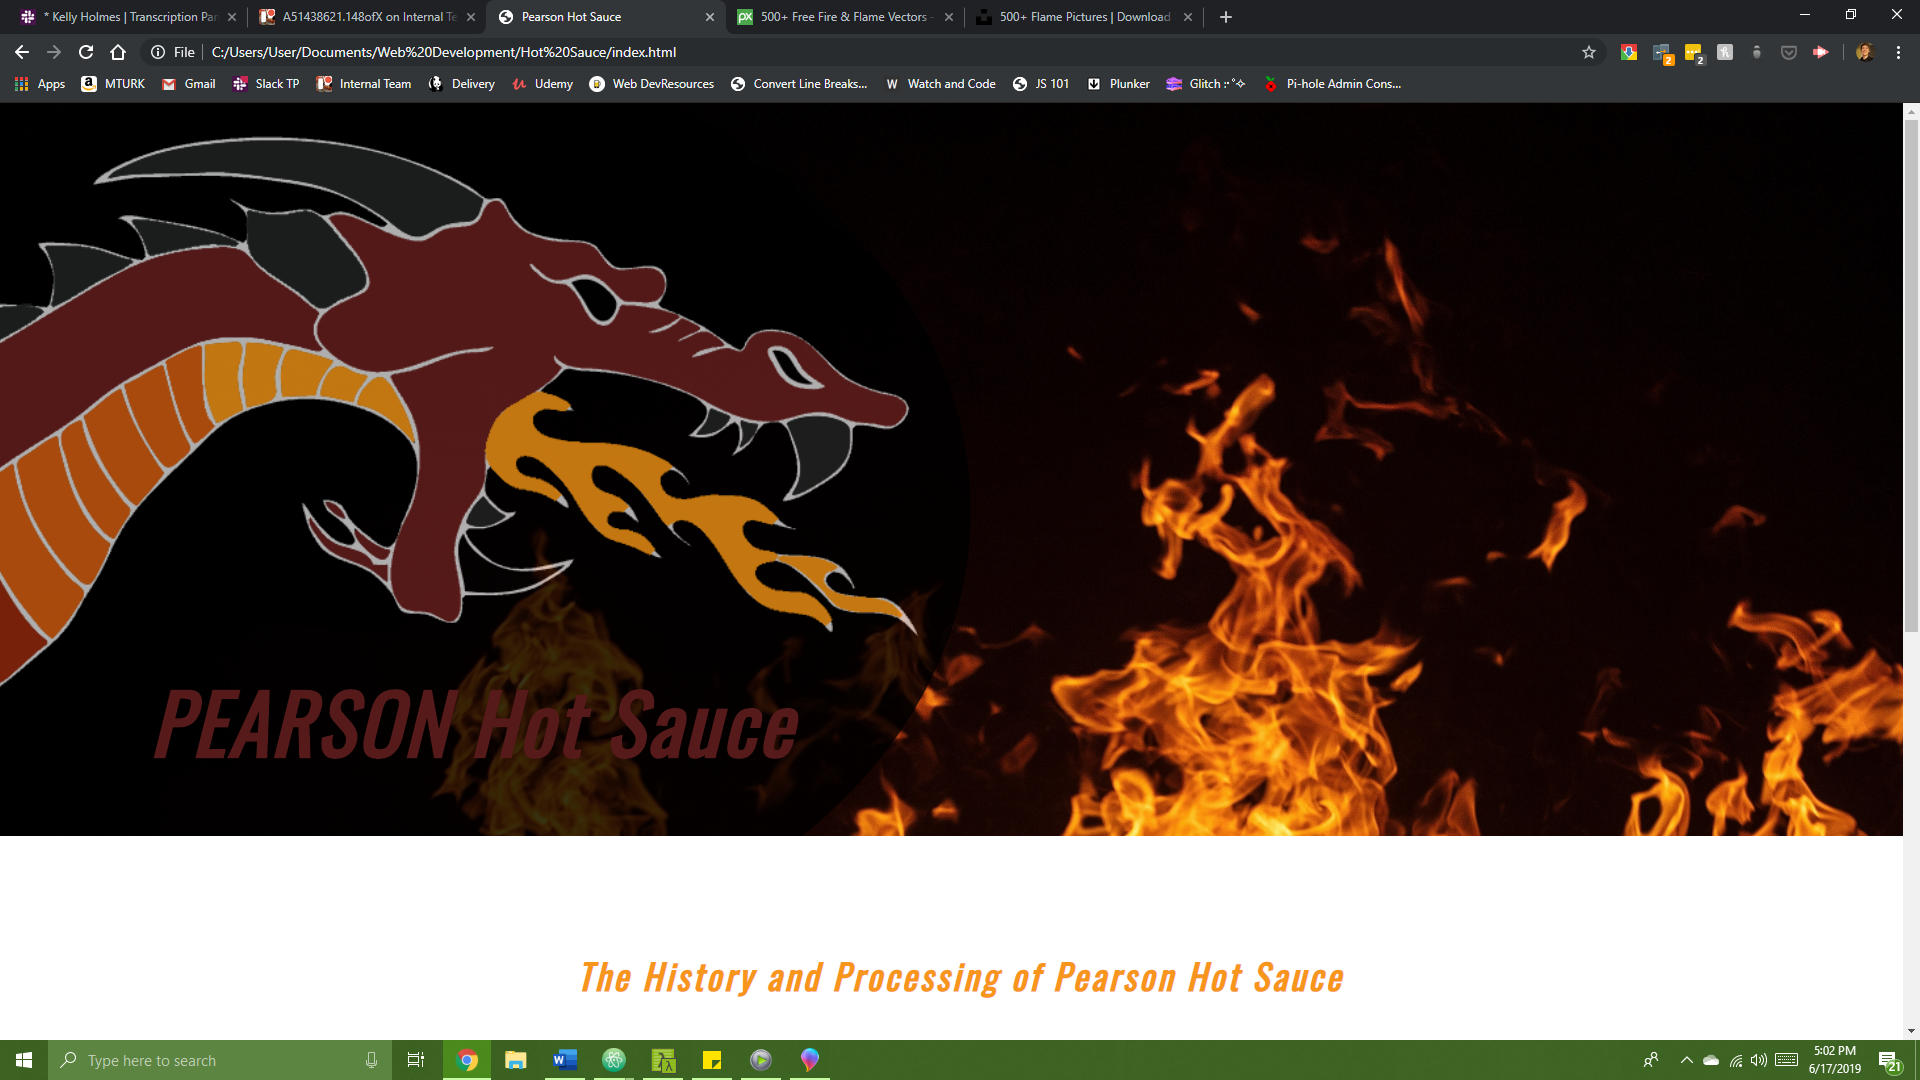 * Kelly Holmes | Transcription Par
A51438621.148ofX on Internal Te
Pearson Hot Sauce
px
500+ Free Fire & Flame Vectors -
500+ Flame Pictures | Download
File
C:/Users/User/Documents/Web%20Development/Hot%20Sauce/index.html
2
2
Apps
a
MTURK
Gmail
Slack TP
Internal Team
Delivery
Udemy
Web DevResources
Convert Line Breaks...
W
Watch and Code
JS 101
Plunker
Glitch :･ﾟ✧
Pi-hole Admin Cons...
PEARSON Hot Sauce
The History and Processing of Pearson Hot Sauce
Type here to search
W
5:02 PM
6/17/2019
21